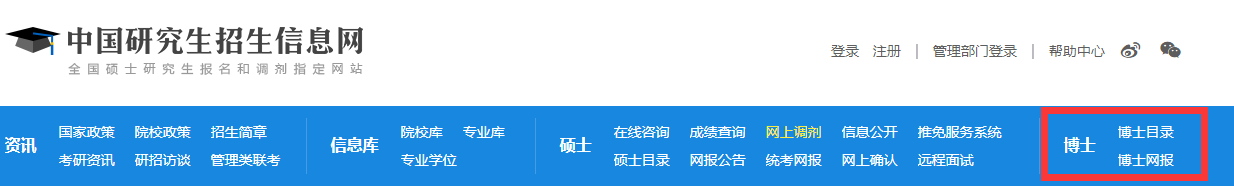 中国研究生招生信息网
全国硕士研究生报名和调剂指定网站
登录 注册 | 管理部门登录 | 帮助中心
资讯 国家政策 院校政策 招生简章
考研资讯 研招访谈 管理类联考
信息库 院校库 专业库
专业学位
硕士 在线咨询 成绩查询 网上调剂 信息公开 推免服务系统
硕士目录 网报公告 统考网报 网上确认 远程面试
博士 博士目录
博士网报